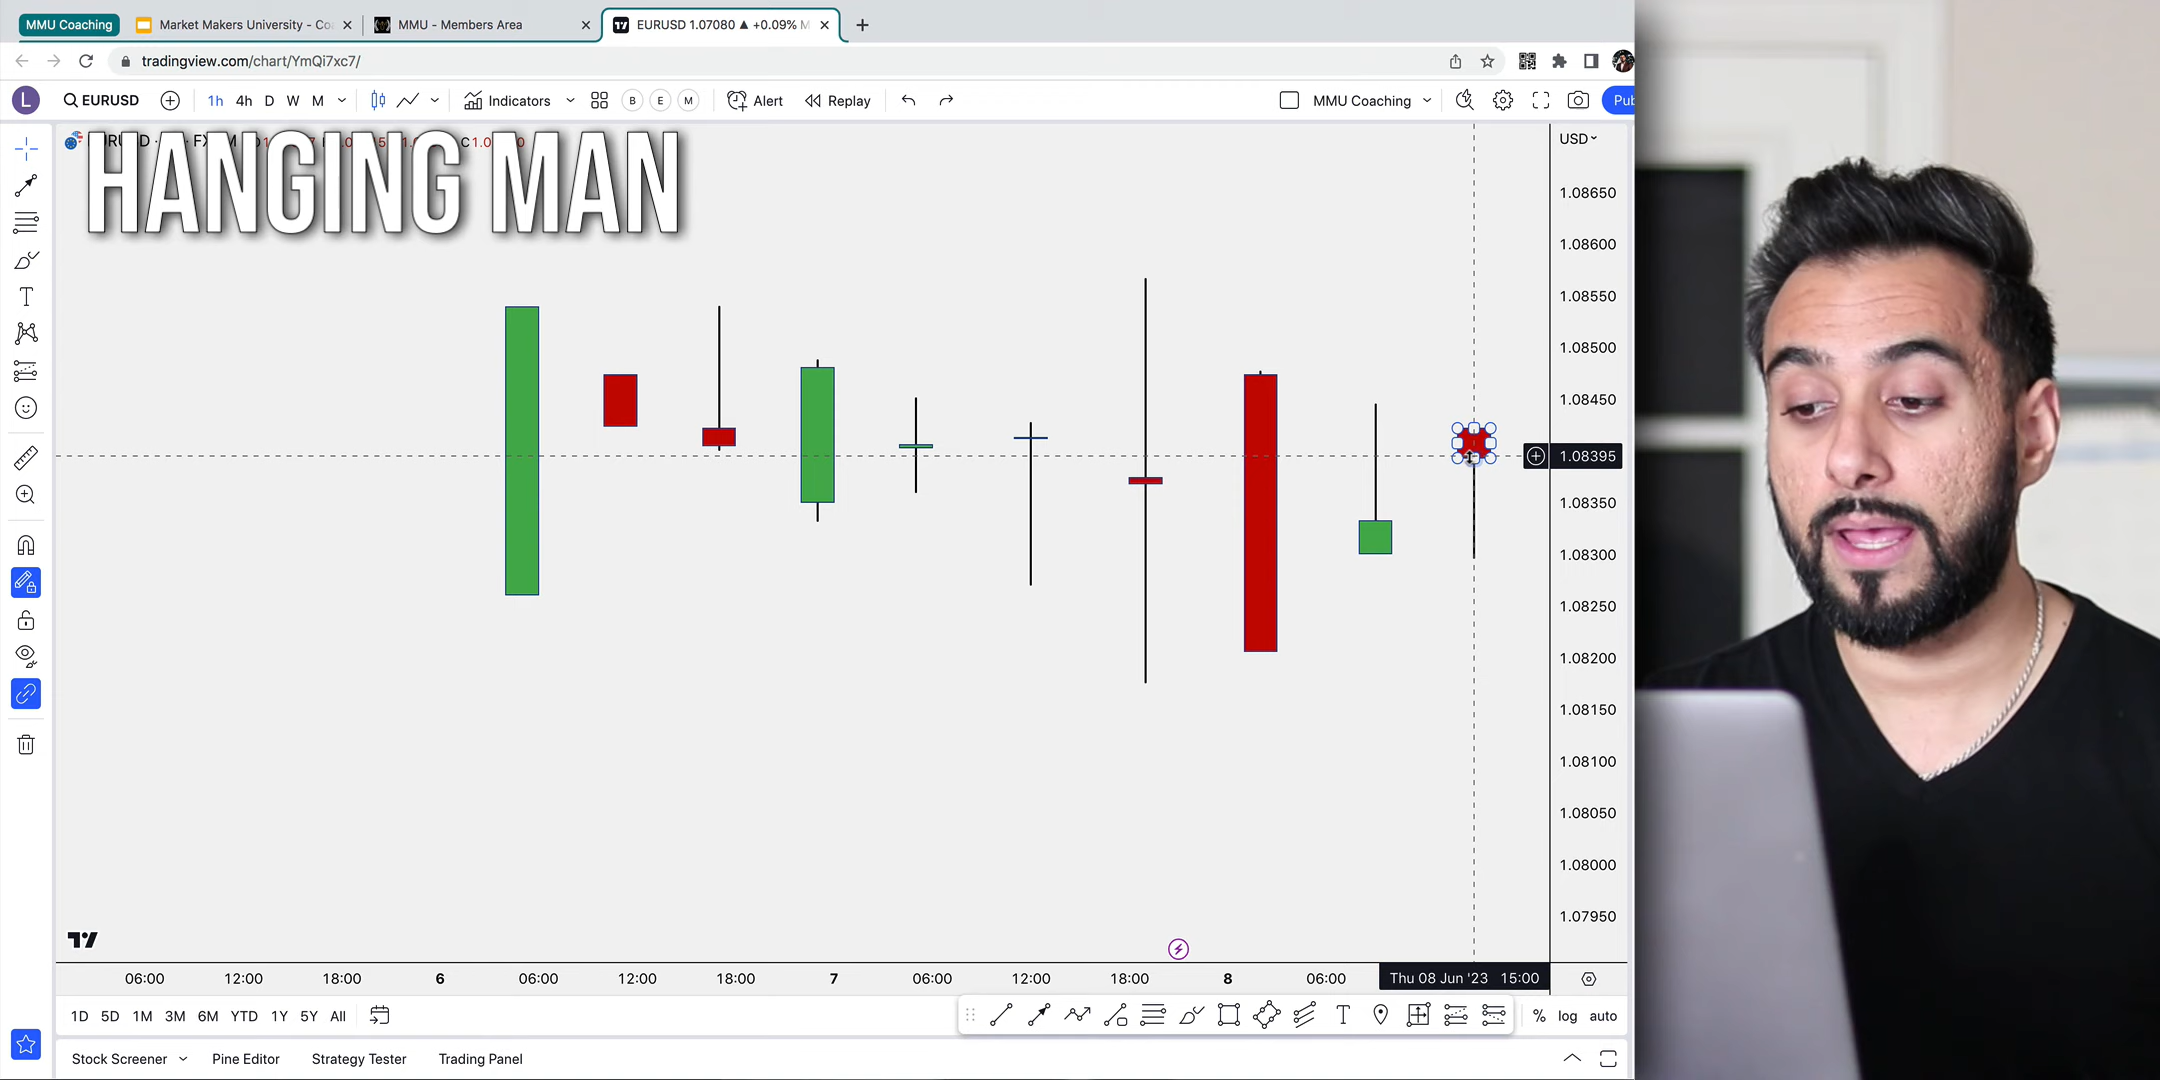 MMU Coaching
Market Makers University - Co
MMU - Members Area
EURUSD 1.07080 ▲ +0.09% M
tradingview.com/chart/YmQi7xc7/
L
EURUSD
1h 4h D W M
Indicators
B E M
Alert
Replay
MMU Coaching
Pub
HANGING MAN
USD
1.08650
1.08600
1.08550
1.08500
1.08450
1.08395
1.08350
1.08300
1.08250
1.08200
1.08150
1.08100
1.08050
1.08000
1.07950
06:00 12:00 18:00 6 06:00 12:00 18:00 7 06:00 12:00 18:00 8 06:00 Thu 08 Jun '23 15:00
1D 5D 1M 3M 6M YTD 1Y 5Y All
% log auto
Stock Screener Pine Editor Strategy Tester Trading Panel